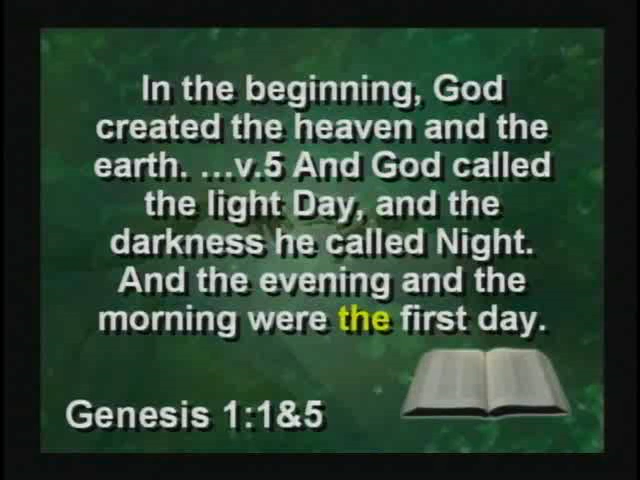 In the beginning, God
created the heaven and the
earth. ...v.5 And God called
the light Day, and the
darkness he called Night.
And the evening and the
morning were the first day.
Genesis 1:1&5